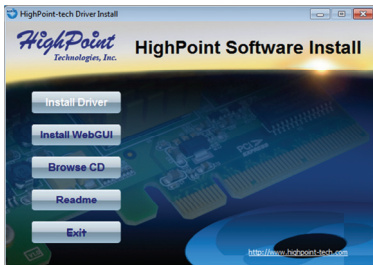 HighPoint-tech Driver Install
HighPoint
Technologies, Inc.
HighPoint Software Install
Install Driver
Install WebGUI
Browse CD
Readme
Exit
http://www.highpoint-tech.com